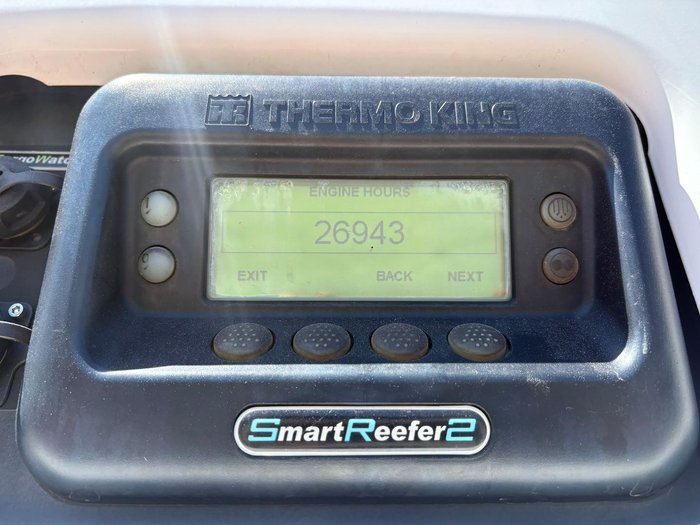 THERMO KING
ENGINE HOURS
26943
EXIT BACK NEXT
SmartReefer2